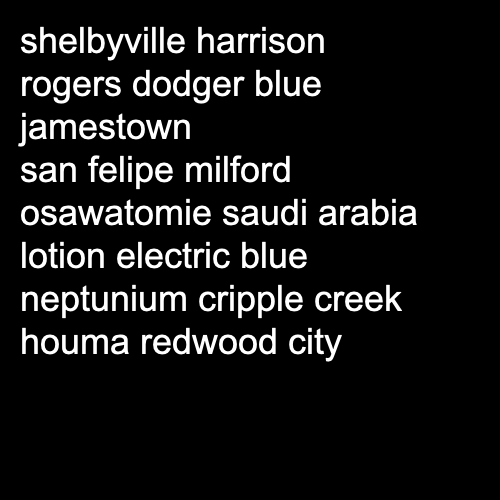 shelbyville harrison
rogers dodger blue
jamestown
san felipe milford
osawatomie saudi arabia
lotion electric blue
neptunium cripple creek
houma redwood city